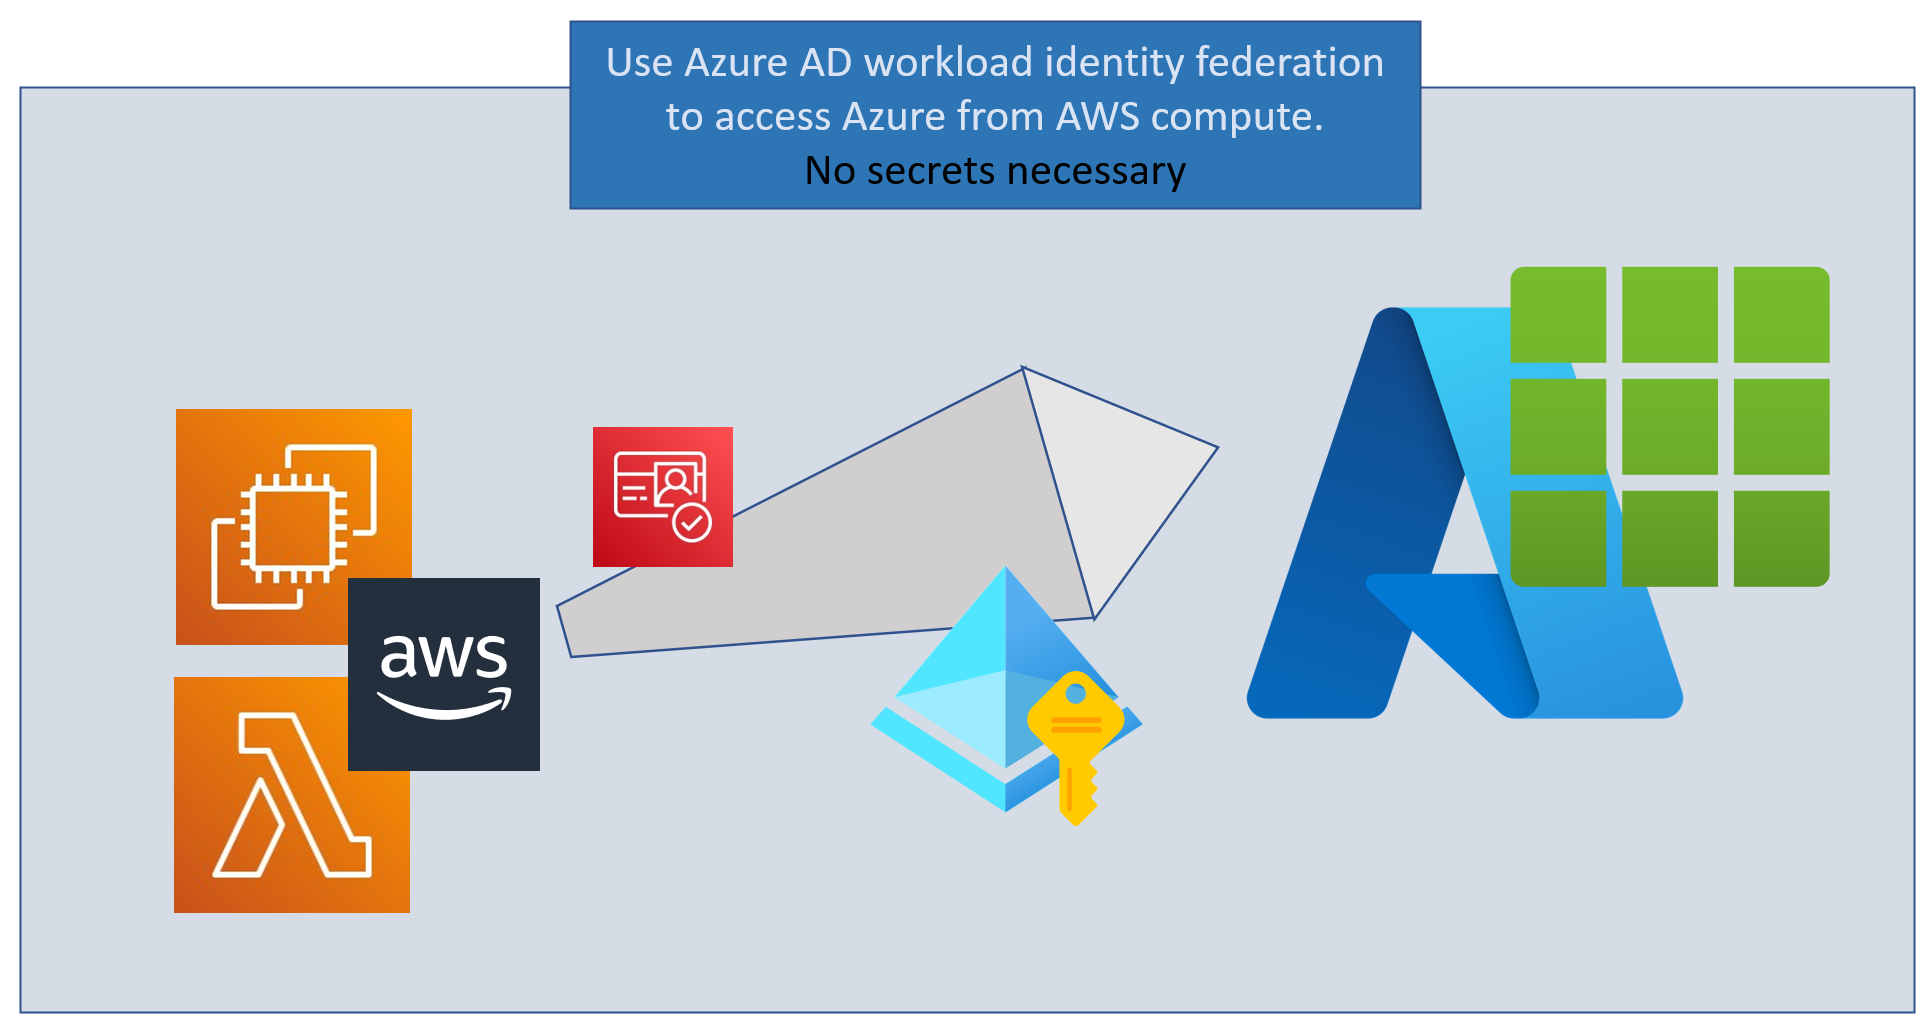 Use Azure AD workload identity federation
to access Azure from AWS compute.
No secrets necessary
aws